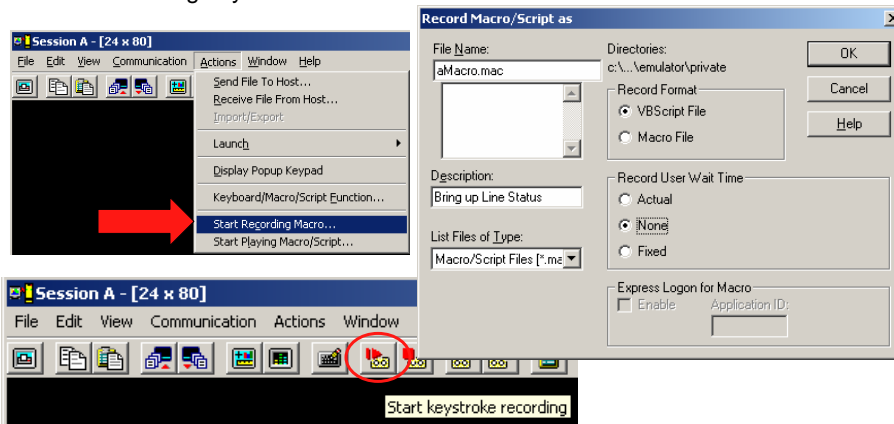 Session A - [24 x 80]
File Edit View Communication Actions Window Help
Send File To Host...
Receive File From Host...
Import/Export
Launch
Display Popup Keypad
Keyboard/Macro/Script Function...
Start Recording Macro...
Start Playing Macro/Script...
Record Macro/Script as
File Name:
aMacro.mac
Description:
Bring up Line Status
List Files of Type:
Macro/Script Files [*.ma
Directories:
c:\...\emulator\private
Record Format
VBScript File
Macro File
Record User Wait Time
Actual
None
Fixed
Express Logon for Macro
Enable Application ID:
OK
Cancel
Help
Session A - [24 x 80]
File Edit View Communication Actions Window
Start keystroke recording